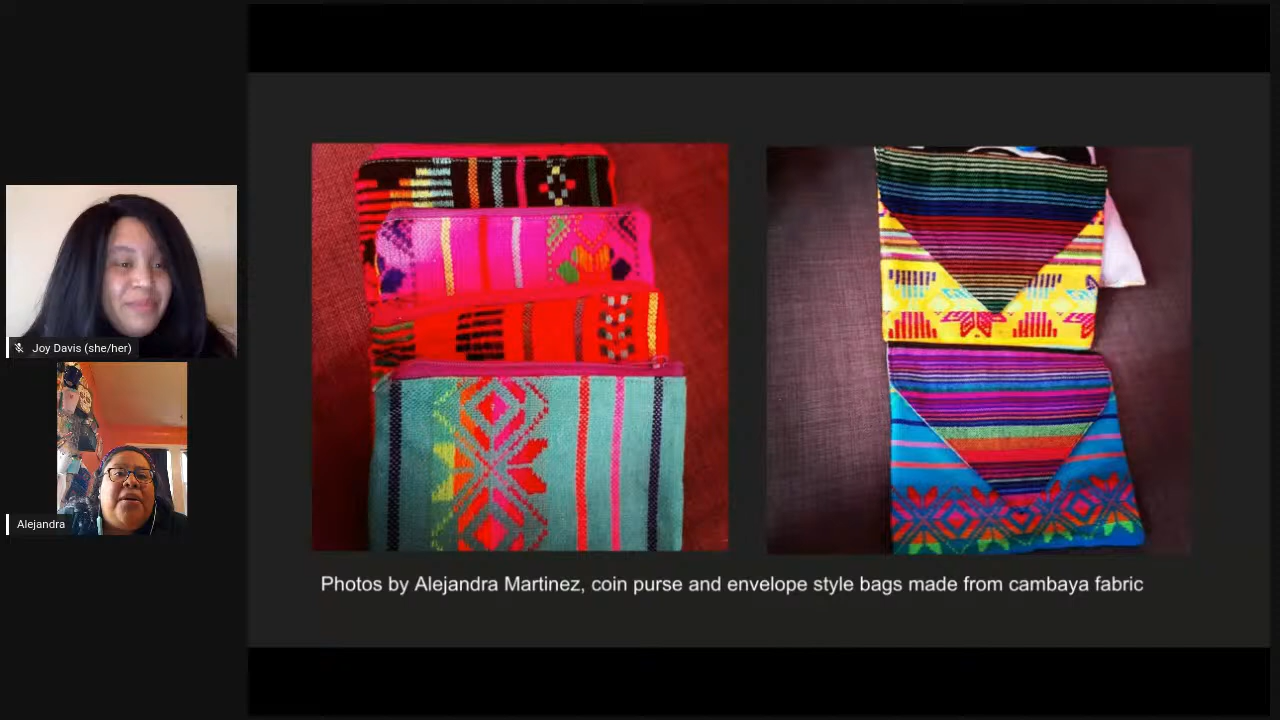 Joy Davis (she/her)
Alejandra
Photos by Alejandra Martinez, coin purse and envelope style bags made from cambaya fabric